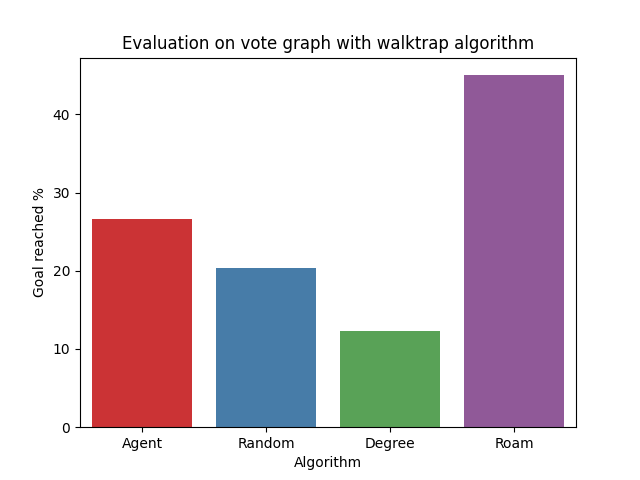 Evaluation on vote graph with walktrap algorithm
Goal reached %
40
30
20
10
0
Agent Random Degree Roam
Algorithm